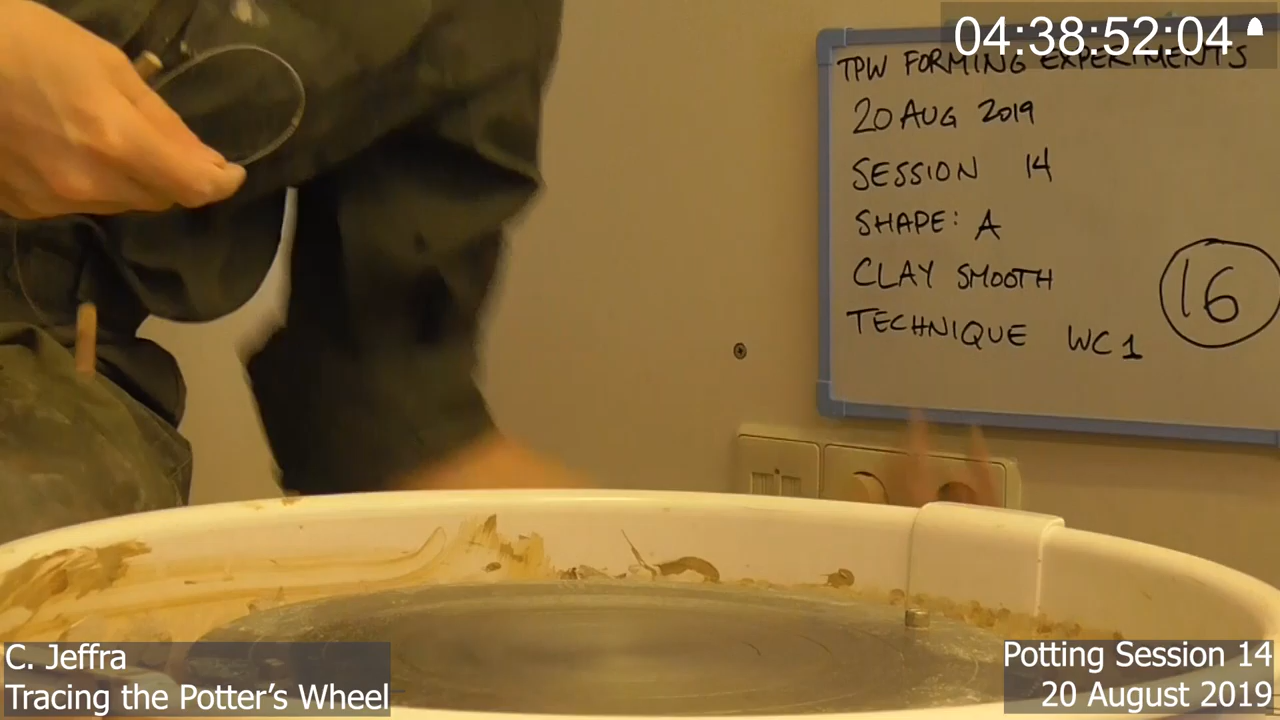 04:38:52:04
TPW FORMING EXPERIMENTS
20 AUG 2019
SESSION 14
SHAPE: A
CLAY SMOOTH
TECHNIQUE WC1
16
C. Jeffra
Tracing the Potter's Wheel
Potting Session 14
20 August 2019